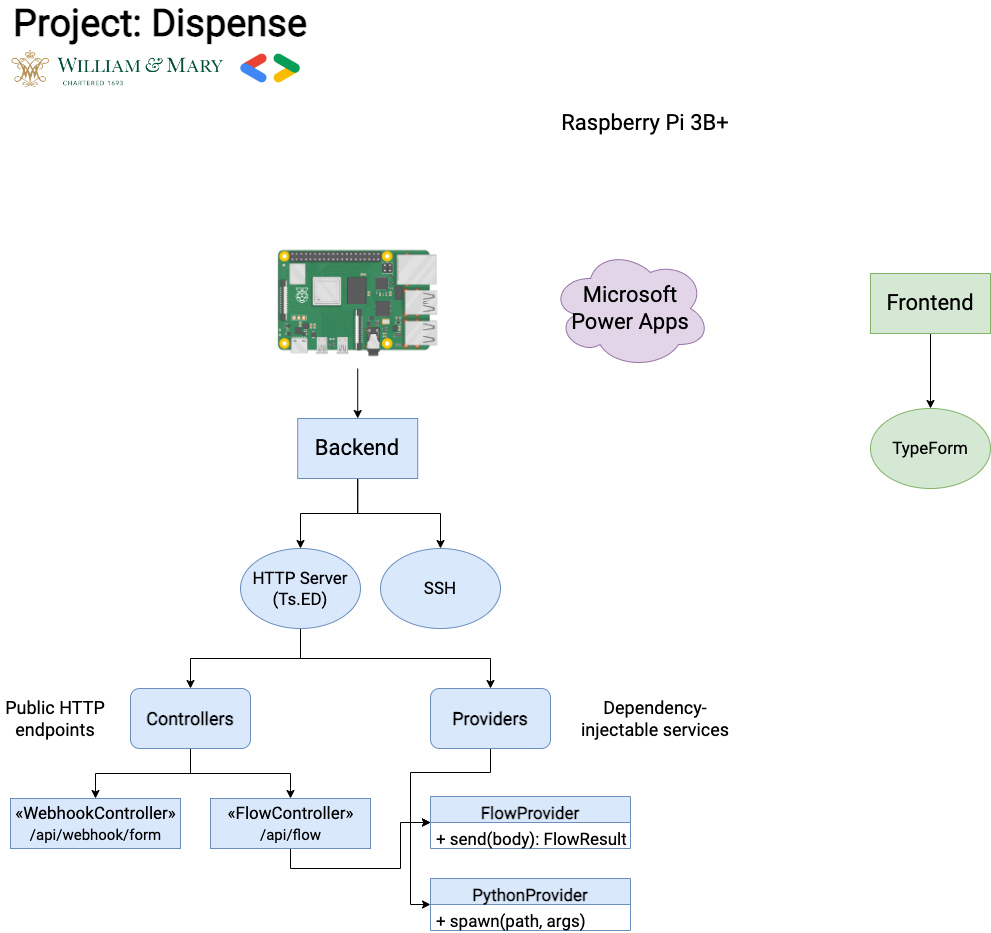 Project: Dispense
WILLIAM & MARY
CHARTERED 1693
Raspberry Pi 3B+
Microsoft
Power Apps
Frontend
TypeForm
Backend
HTTP Server
(Ts.ED)
SSH
Public HTTP
endpoints
Controllers
Providers
Dependency-
injectable services
«WebhookController»
/api/webhook/form
«FlowController»
/api/flow
FlowProvider
+ send(body): FlowResult
PythonProvider
+ spawn(path, args)